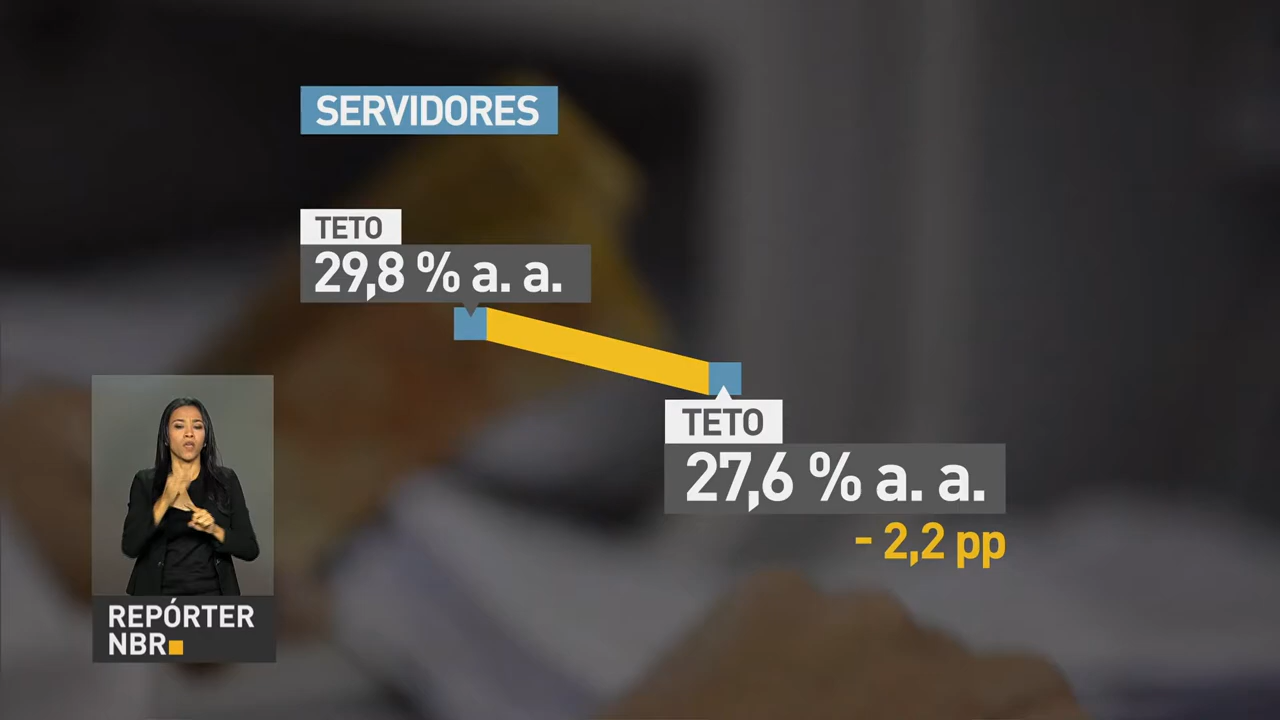 SERVIDORES
TETO
29,8 % a. a.
TETO
27,6 % a. a.
- 2,2 pp
REPÓRTER
NBR